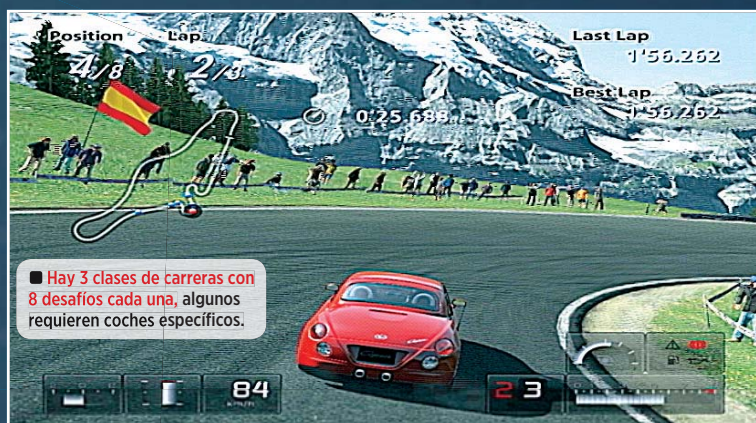 Position Lap Last Lap
4/8 2/3 1'56.262
Best Lap
0:25.688 1'56.262
Hay 3 clases de carreras con
8 desafíos cada una, algunos
requieren coches específicos.
84 2 3
km/h